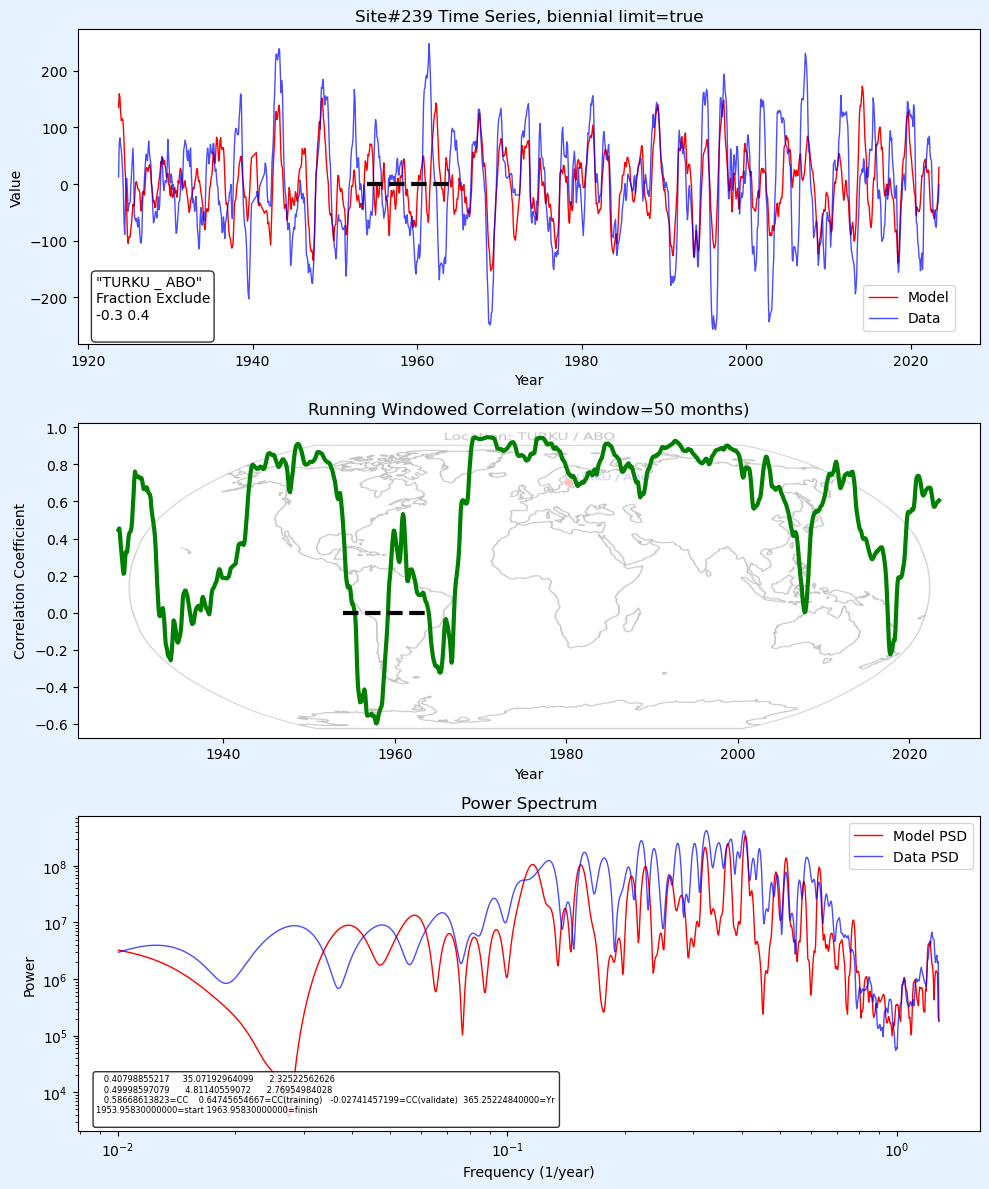 Site#239 Time Series, biennial limit=true
200
100
0
−100
−200
Value
"TURKU _ ABO"
Fraction Exclude
-0.3 0.4
Model
Data
1920
1940
1960
1980
2000
2020
Year
Running Windowed Correlation (window=50 months)
Location: TURKU / ABO
TURKU / A
1.0
0.8
0.6
0.4
0.2
0.0
−0.2
−0.4
−0.6
Correlation Coefficient
1940
1960
1980
2000
2020
Year
Power Spectrum
Model PSD
Data PSD
10⁸
10⁷
10⁶
10⁵
10⁴
Power
0.40798855217 35.07192964099 2.32522562626
0.49998597079 4.81140559072 2.76954984028
0.58668613823=CC 0.64745654667=CC(training) -0.02741457199=CC(validate) 365.25224840000=Yr
1953.95830000000=start 1963.95830000000=finish
10⁻²
10⁻¹
10⁰
Frequency (1/year)